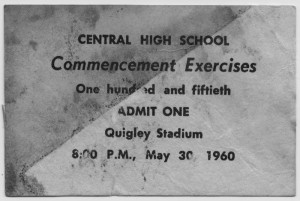 CENTRAL HIGH SCHOOL
Commencement Exercises
One hundred and fiftieth
ADMIT ONE
Quigley Stadium
8:00 P.M., May 30, 1960